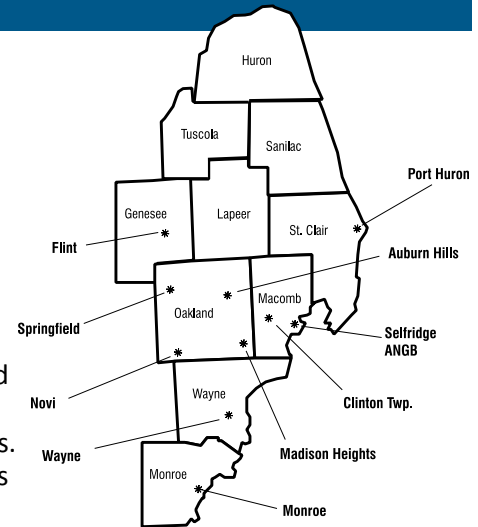 Huron
Tuscola
Sanilac
Port Huron
Genesee
Lapeer
St. Clair
Flint
Auburn Hills
Macomb
Oakland
Springfield
Selfridge
ANGB
Novi
Clinton Twp.
Wayne
Wayne
Madison Heights
s.
s
Monroe
Monroe